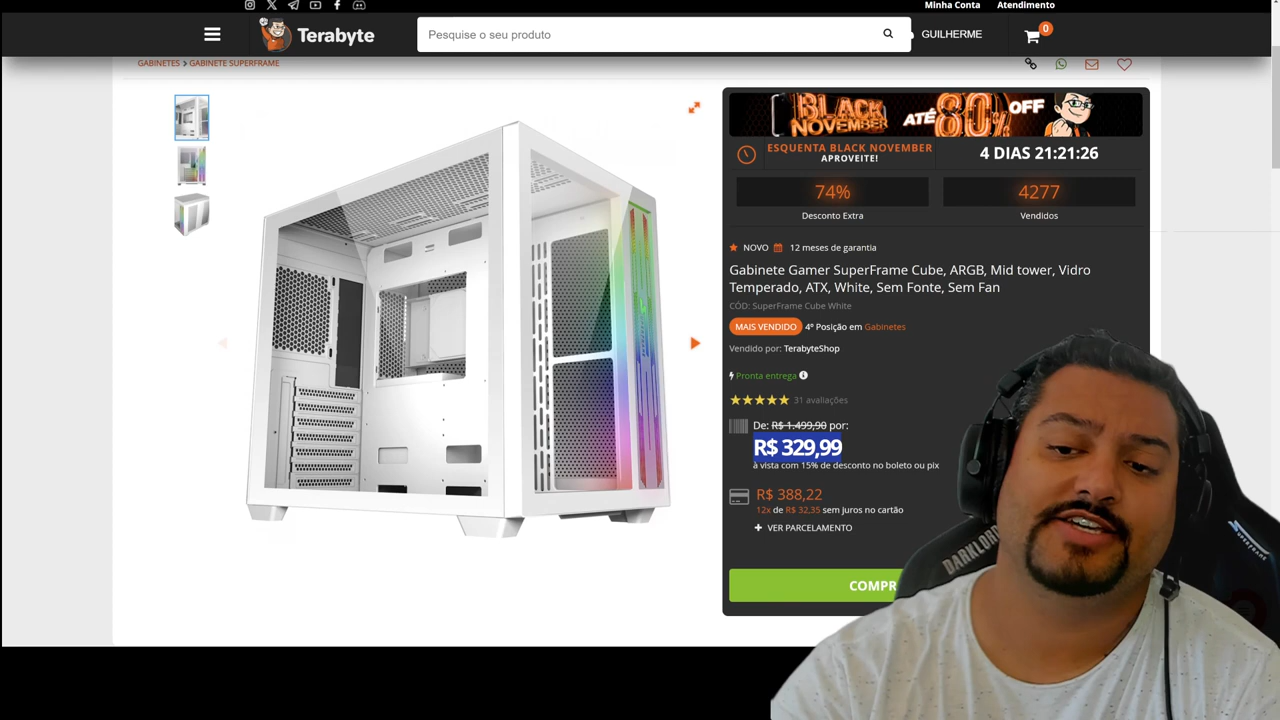 Minha Conta
Atendimento
Terabyte
Pesquise o seu produto
GUILHERME
0
GABINETES > GABINETE SUPERFRAME
BLACK NOVEMBER ATÉ 80% OFF
ESQUENTA BLACK NOVEMBER
APROVEITE!
4 DIAS 21:21:26
74%
Desconto Extra
4277
Vendidos
NOVO 12 meses de garantia
Gabinete Gamer SuperFrame Cube, ARGB, Mid tower, Vidro
Temperado, ATX, White, Sem Fonte, Sem Fan
CÓD: SuperFrame Cube White
MAIS VENDIDO 4º Posição em Gabinetes
Vendido por: TerabyteShop
Pronta entrega
31 avaliações
De: R$ 1.499,90 por:
R$ 329,99
à vista com 15% de desconto no boleto ou pix
R$ 388,22
12x de R$ 32,35 sem juros no cartão
+ VER PARCELAMENTO
COMPR
DARKLORD
SUPERFRAME